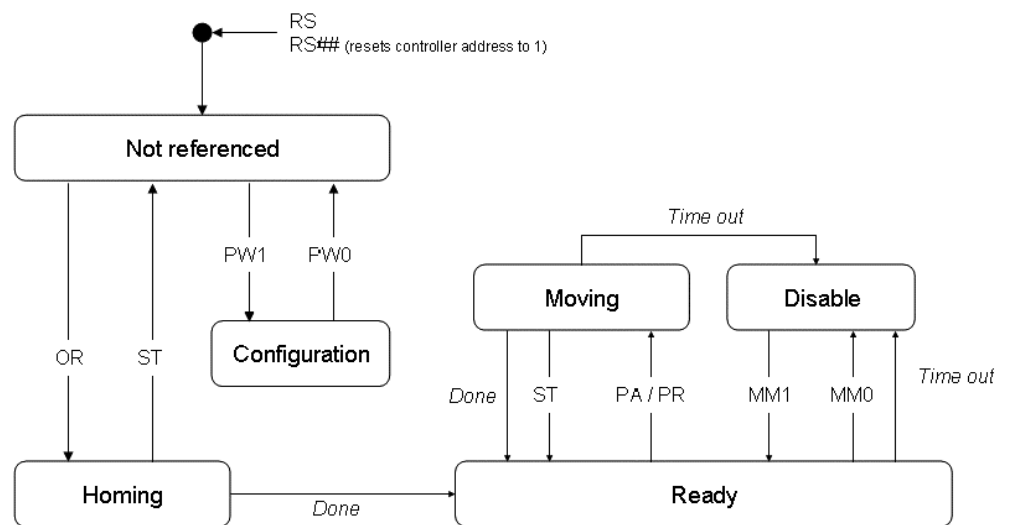 RS
RS## (resets controller address to 1)
Not referenced
Time out
PW1
PW0
Moving
Disable
Configuration
OR
ST
Time out
Done
ST
PA / PR
MM1
MM0
Homing
Ready
Done